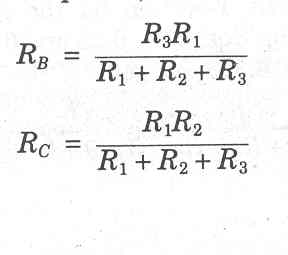 R_B = R_3R_1 / (R_1 + R_2 + R_3)
R_C = R_1R_2 / (R_1 + R_2 + R_3)